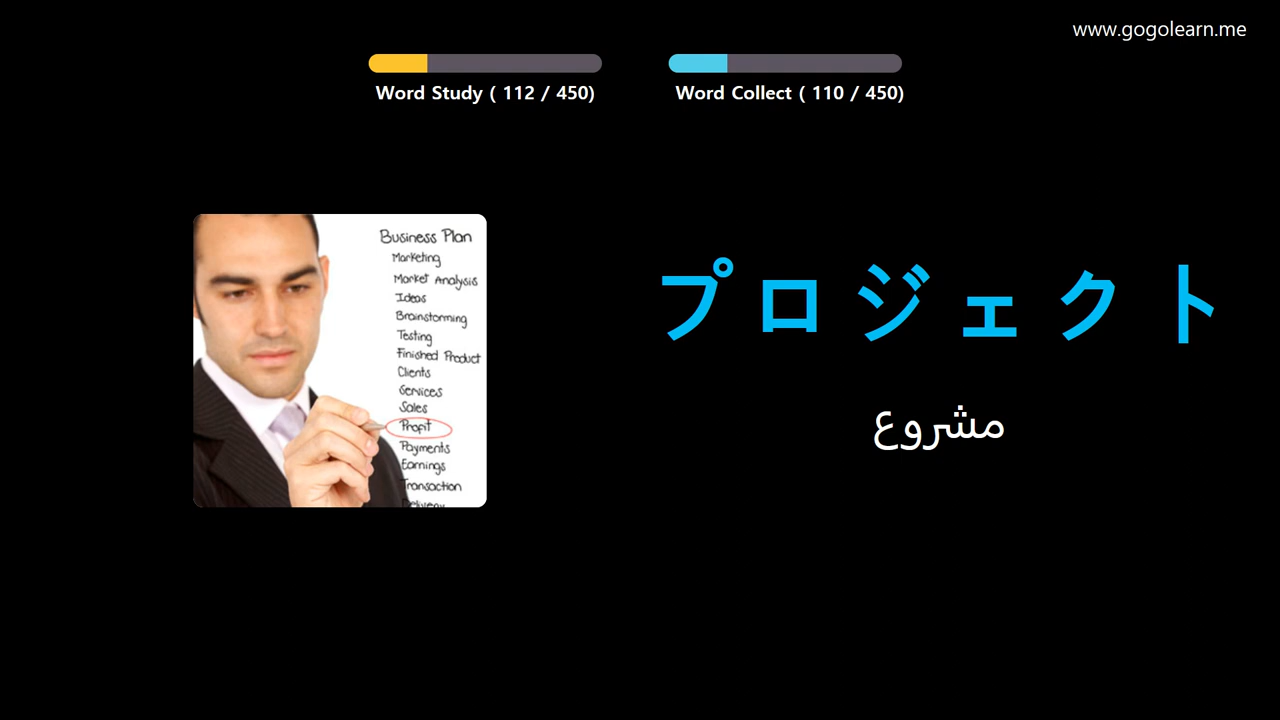 www.gogolearn.me
Word Study ( 112 / 450)
Word Collect ( 110 / 450)
Business Plan
Marketing
Market Analysis
Ideas
Brainstorming
Testing
Finished Product
Clients
Services
Sales
Profit
Payments
Earnings
Transaction
Delivery
プロジェクト
مشروع